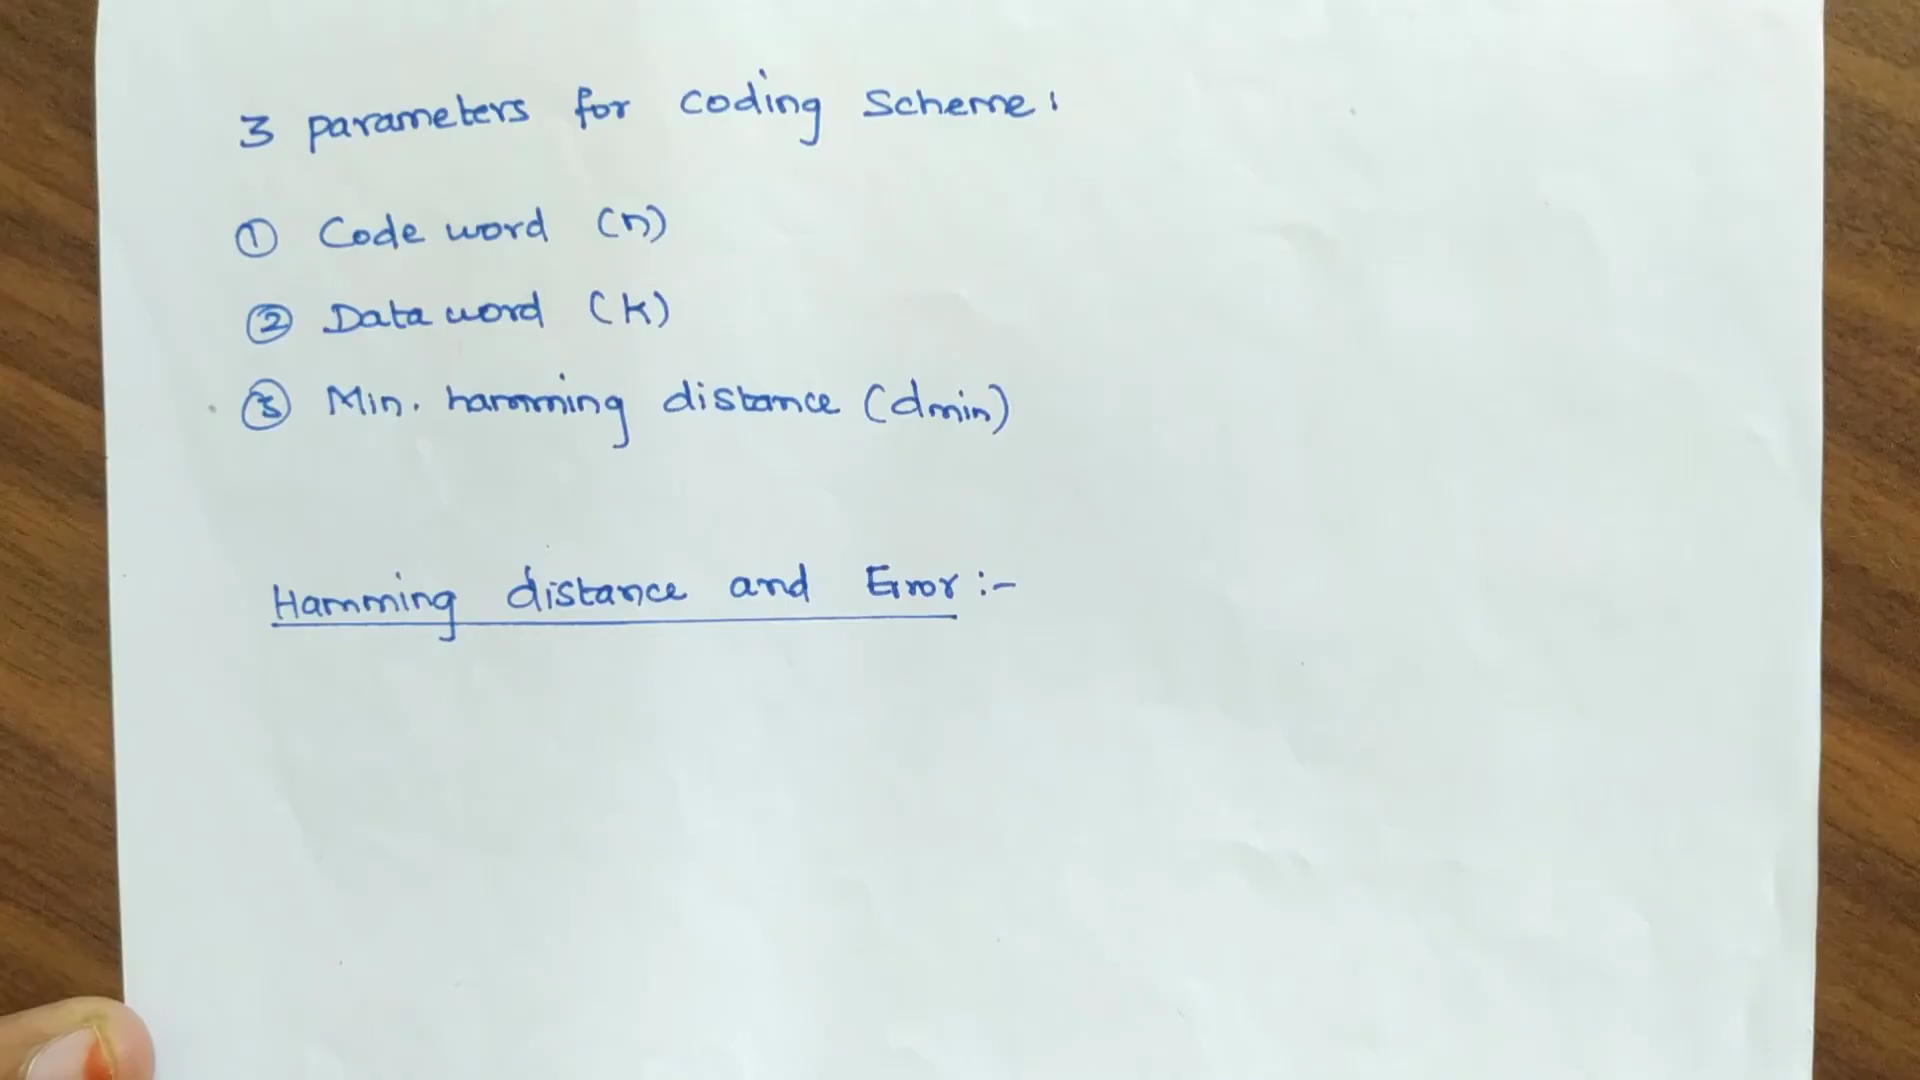 3 parameters for coding Scheme:
① Code word (n)
② Data word (k)
③ Min. hamming distance (dmin)
Hamming distance and Error :-